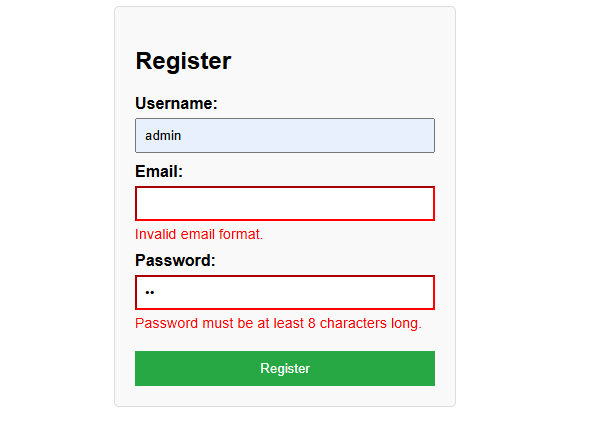 Register
Username:
admin
Email:
Invalid email format.
Password:
••
Password must be at least 8 characters long.
Register